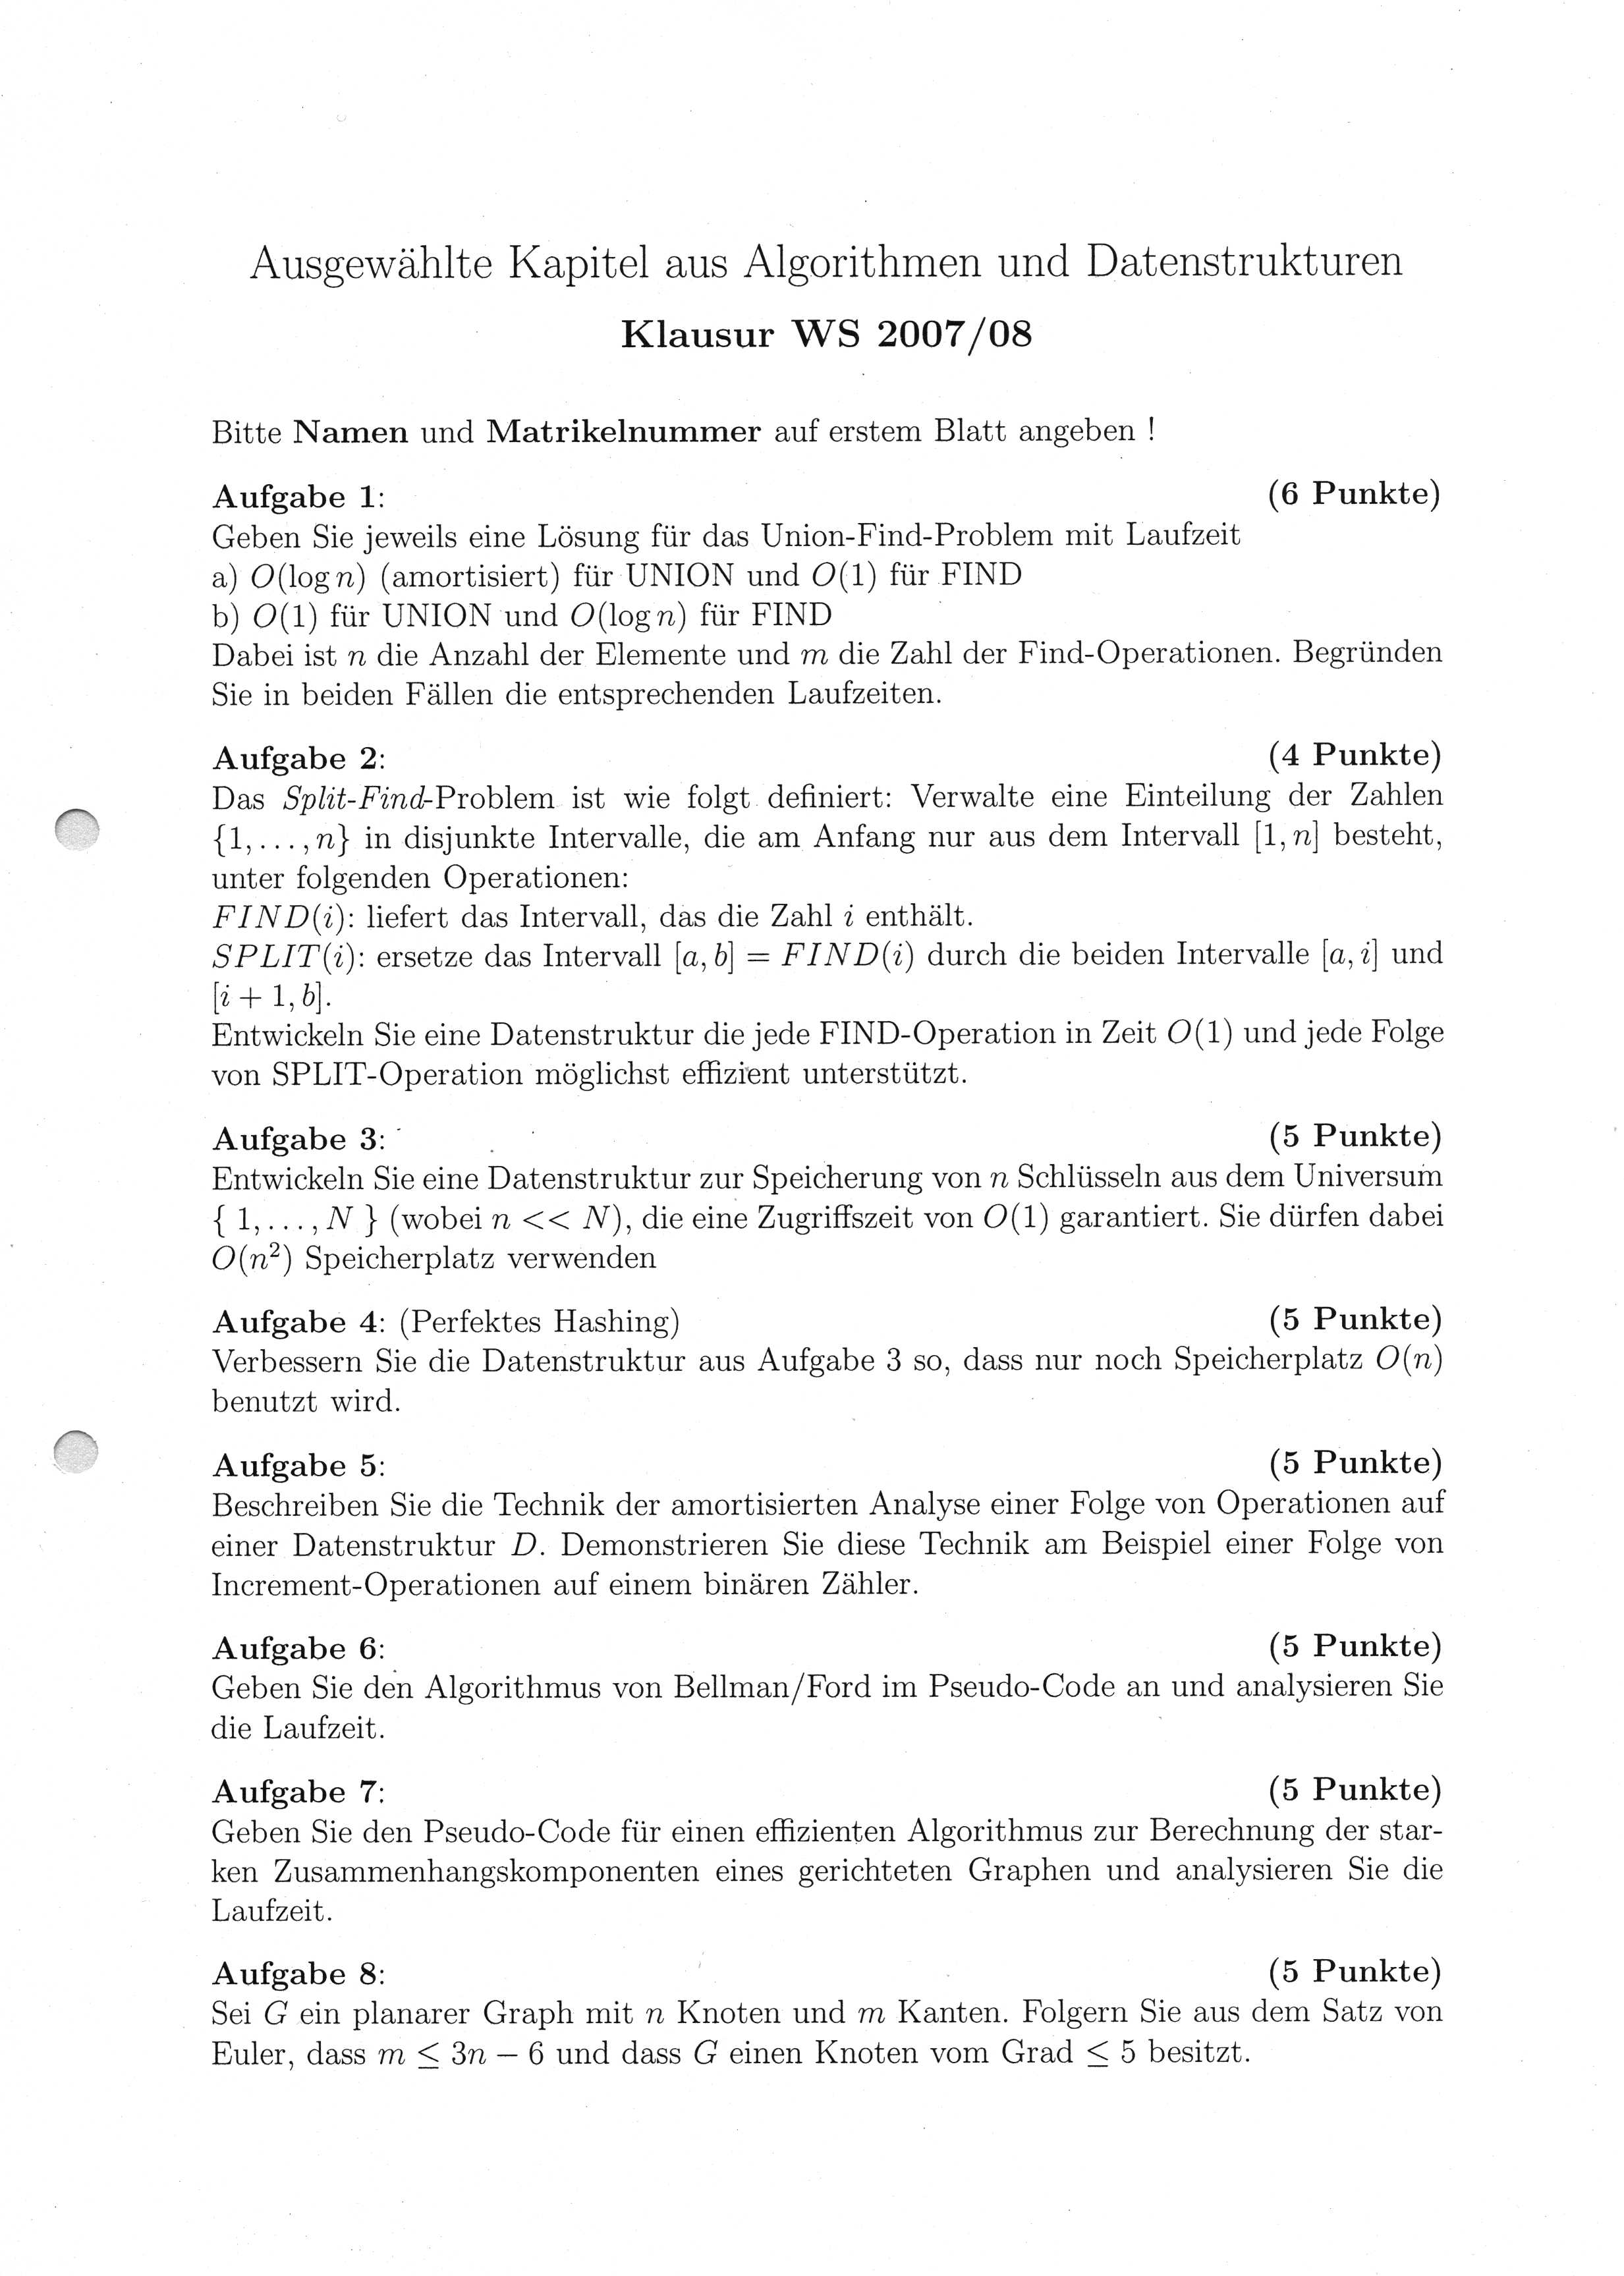 Ausgewählte Kapitel aus Algorithmen und Datenstrukturen
Klausur WS 2007/08
Bitte Namen und Matrikelnummer auf erstem Blatt angeben !
Aufgabe 1: (6 Punkte)
Geben Sie jeweils eine Lösung für das Union-Find-Problem mit Laufzeit
a) O(log n) (amortisiert) für UNION und O(1) für FIND
b) O(1) für UNION und O(log n) für FIND
Dabei ist n die Anzahl der Elemente und m die Zahl der Find-Operationen. Begründen
Sie in beiden Fällen die entsprechenden Laufzeiten.
Aufgabe 2: (4 Punkte)
Das Split-Find-Problem ist wie folgt definiert: Verwalte eine Einteilung der Zahlen
{1, . . . , n} in disjunkte Intervalle, die am Anfang nur aus dem Intervall [1, n] besteht,
unter folgenden Operationen:
FIND(i): liefert das Intervall, das die Zahl i enthält.
SPLIT(i): ersetze das Intervall [a, b] = FIND(i) durch die beiden Intervalle [a, i] und
[i + 1, b].
Entwickeln Sie eine Datenstruktur die jede FIND-Operation in Zeit O(1) und jede Folge
von SPLIT-Operation möglichst effizient unterstützt.
Aufgabe 3: (5 Punkte)
Entwickeln Sie eine Datenstruktur zur Speicherung von n Schlüsseln aus dem Universum
{ 1, . . . , N } (wobei n << N), die eine Zugriffszeit von O(1) garantiert. Sie dürfen dabei
O(n²) Speicherplatz verwenden
Aufgabe 4: (Perfektes Hashing) (5 Punkte)
Verbessern Sie die Datenstruktur aus Aufgabe 3 so, dass nur noch Speicherplatz O(n)
benutzt wird.
Aufgabe 5: (5 Punkte)
Beschreiben Sie die Technik der amortisierten Analyse einer Folge von Operationen auf
einer Datenstruktur D. Demonstrieren Sie diese Technik am Beispiel einer Folge von
Increment-Operationen auf einem binären Zähler.
Aufgabe 6: (5 Punkte)
Geben Sie den Algorithmus von Bellman/Ford im Pseudo-Code an und analysieren Sie
die Laufzeit.
Aufgabe 7: (5 Punkte)
Geben Sie den Pseudo-Code für einen effizienten Algorithmus zur Berechnung der star-
ken Zusammenhangskomponenten eines gerichteten Graphen und analysieren Sie die
Laufzeit.
Aufgabe 8: (5 Punkte)
Sei G ein planarer Graph mit n Knoten und m Kanten. Folgern Sie aus dem Satz von
Euler, dass m ≤ 3n − 6 und dass G einen Knoten vom Grad ≤ 5 besitzt.